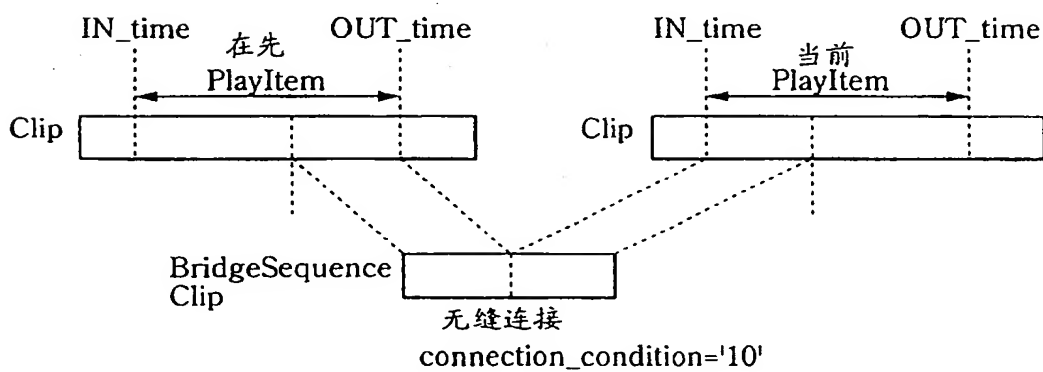 IN_time
OUT_time
在先
PlayItem
Clip
IN_time
OUT_time
当前
PlayItem
Clip
BridgeSequence
Clip
无缝连接
connection_condition='10'